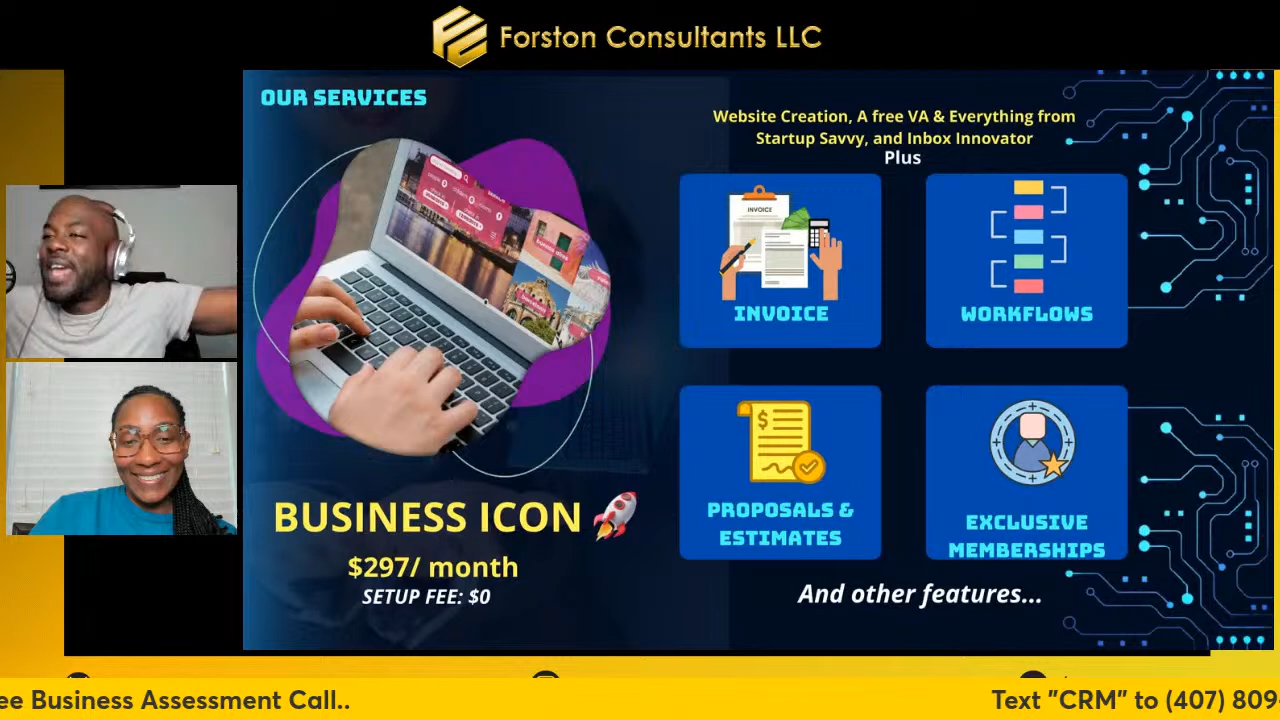 Forston Consultants LLC
OUR SERVICES
Website Creation, A free VA & Everything from
Startup Savvy, and Inbox Innovator
Plus
INVOICE
INVOICE
WORKFLOWS
PROPOSALS &
ESTIMATES
EXCLUSIVE
MEMBERSHIPS
BUSINESS ICON
$297/ month
SETUP FEE: $0
And other features...
ee Business Assessment Call..
Text "CRM" to (407) 809